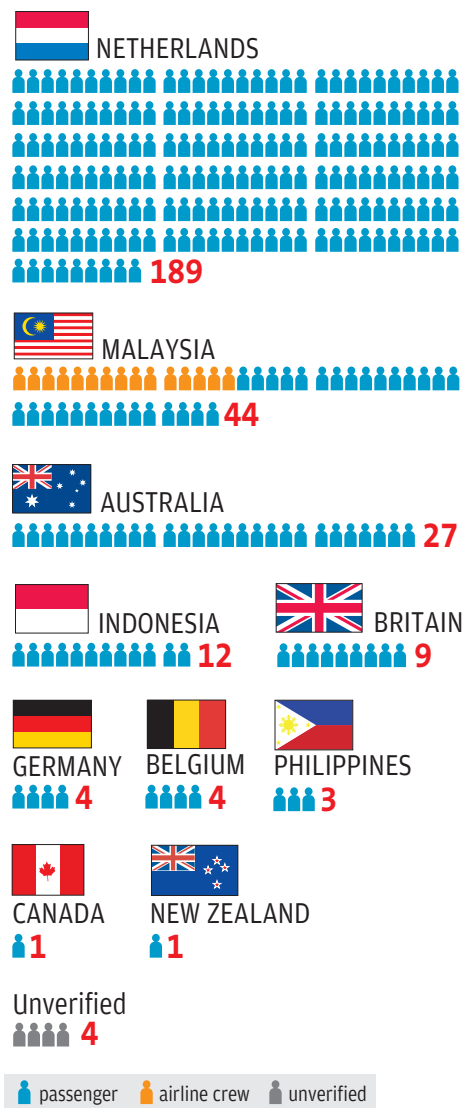 NETHERLANDS
189
MALAYSIA
44
AUSTRALIA
27
INDONESIA
12
BRITAIN
9
GERMANY
4
BELGIUM
4
PHILIPPINES
3
CANADA
1
NEW ZEALAND
1
Unverified
4
passenger airline crew unverified